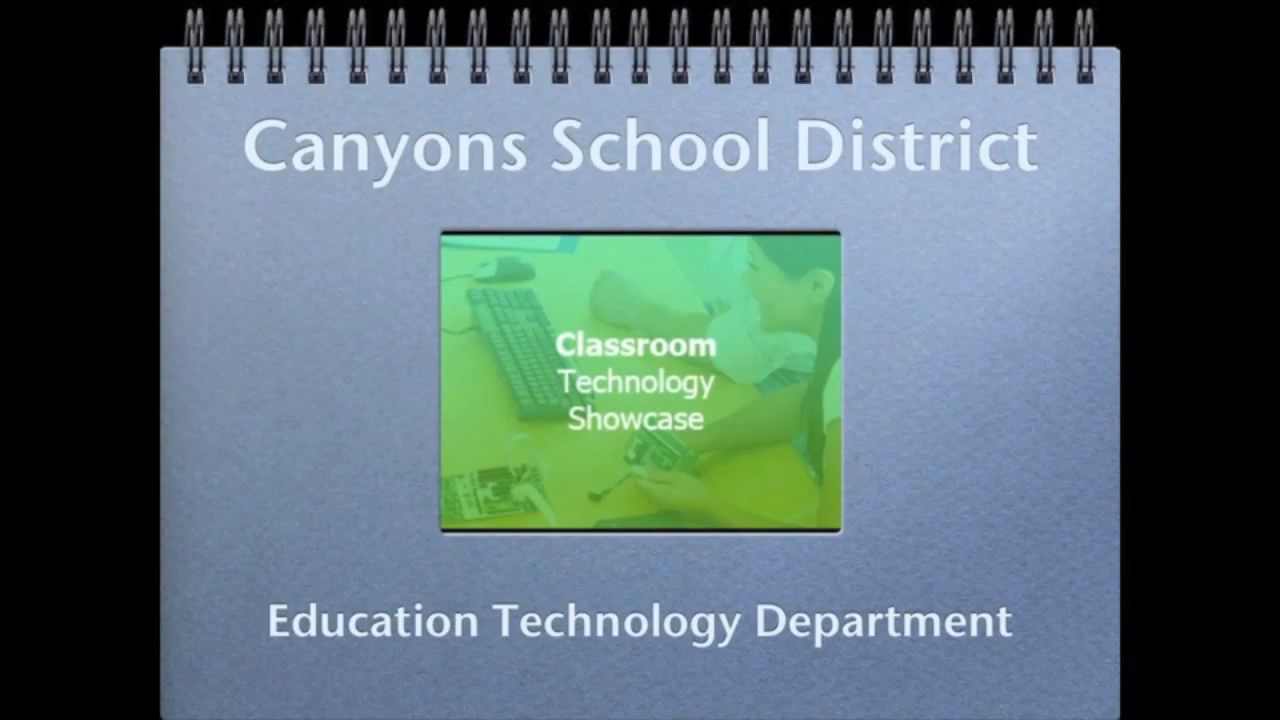 Canyons School District
Classroom
Technology
Showcase
Education Technology Department